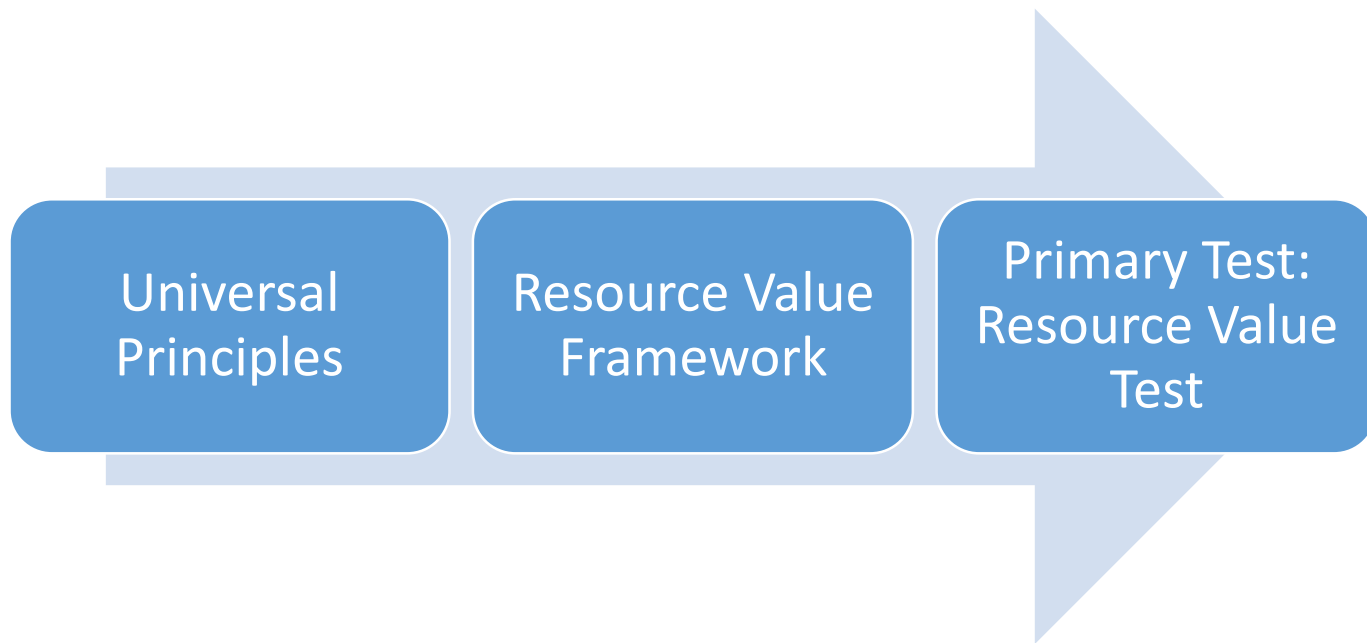 Universal
Principles
Resource Value
Framework
Primary Test:
Resource Value
Test